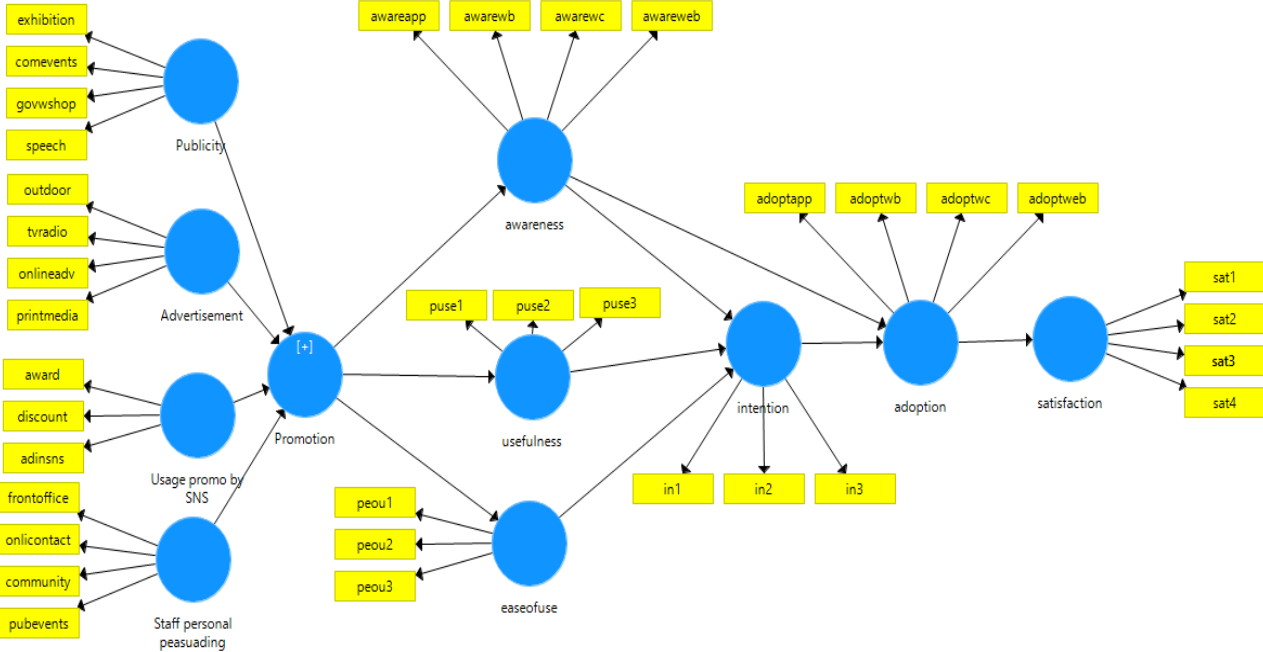 exhibition
comevents
govwshop
speech
Publicity
outdoor
tvradio
onlineadv
printmedia
Advertisement
award
discount
adinsns
Usage promo by
SNS
frontoffice
onlicontact
community
pubevents
Staff personal
peasuading
[+]
Promotion
awareapp
awarewb
awarewc
awareweb
awareness
puse1
puse2
puse3
usefulness
peou1
peou2
peou3
easeofuse
intention
in1
in2
in3
adoptapp
adoptwb
adoptwc
adoptweb
adoption
satisfaction
sat1
sat2
sat3
sat4